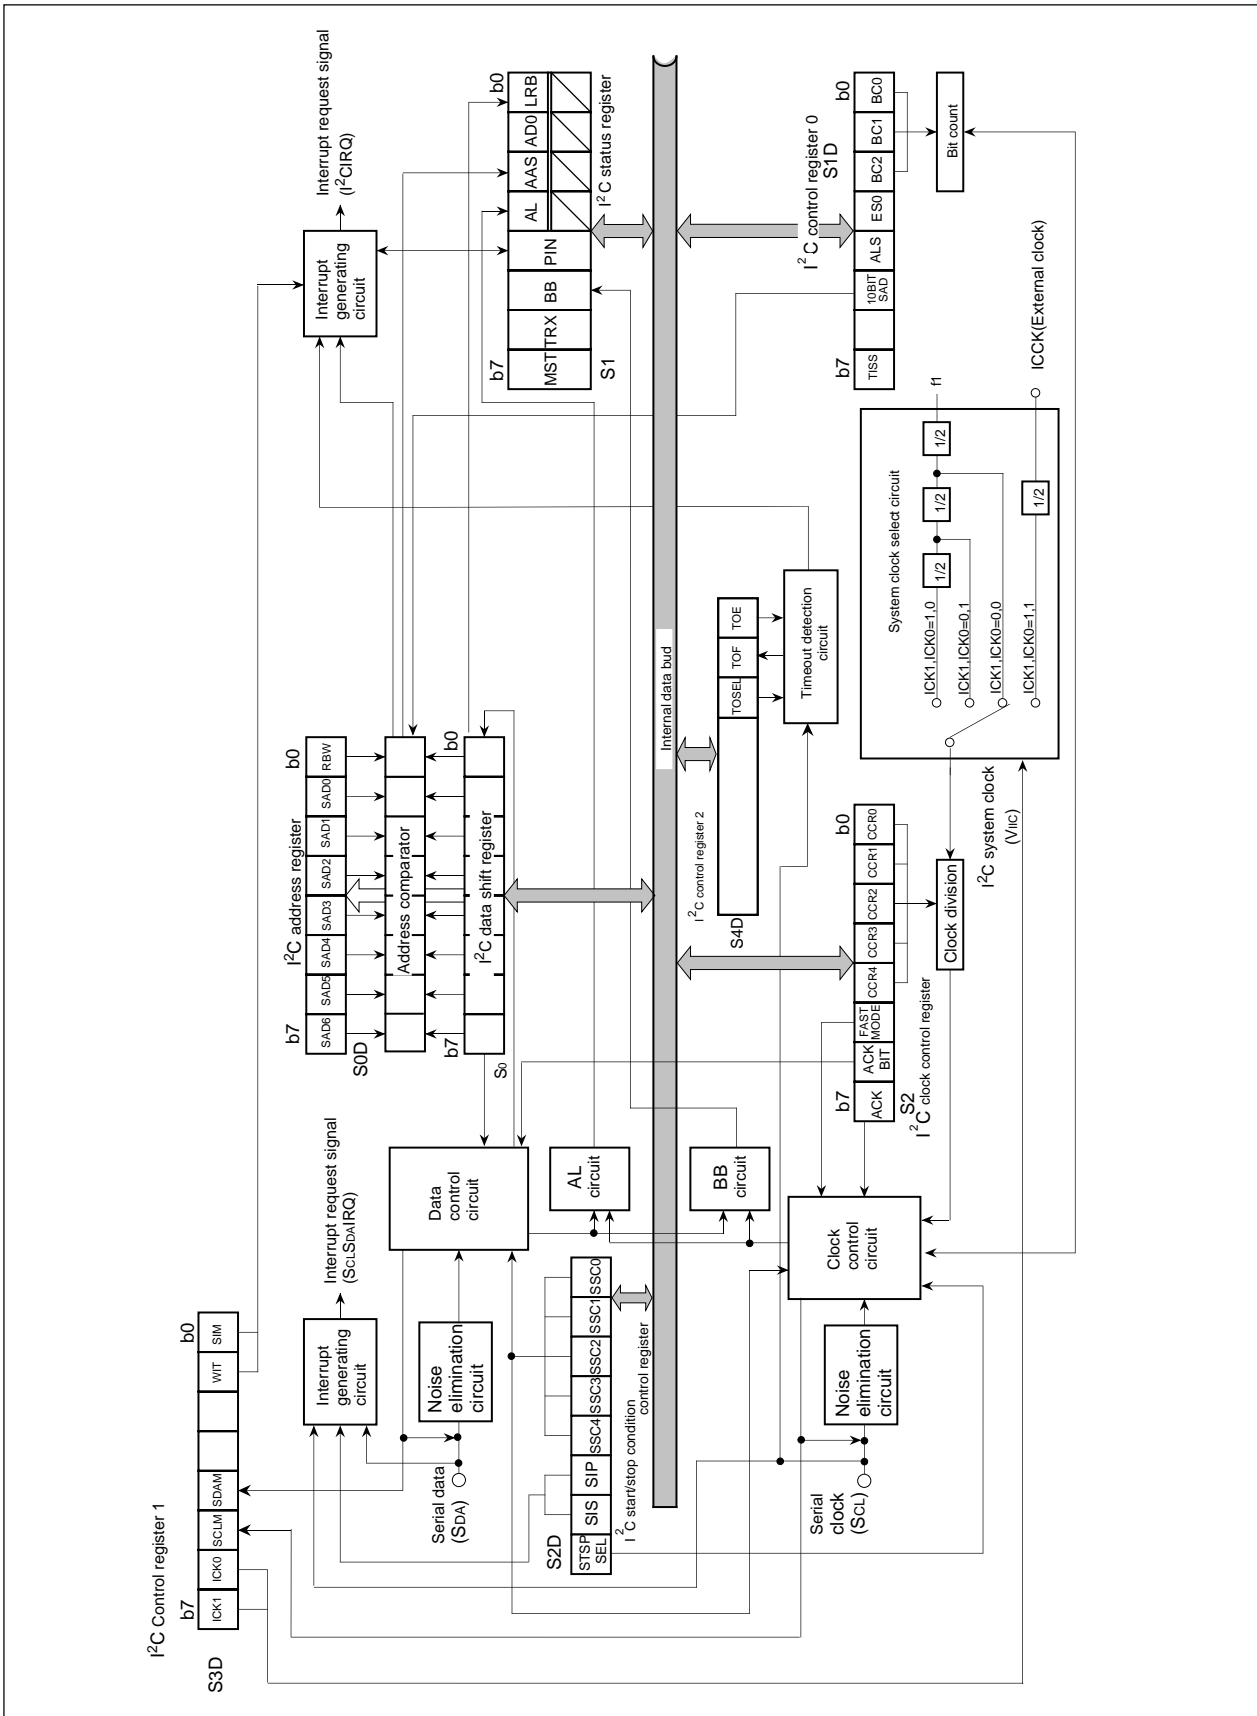 I2C Control register 1
S3D
b7
b0
ICK1
ICK0
SCLM
SDAM
WIT
SIM
Interrupt
generating
circuit
Interrupt request signal
(SCLSDAIRQ)
Serial data
(SDA)
Noise
elimination
circuit
Data
control
circuit
I2C address register
b7
b0
SAD6
SAD5
SAD4
SAD3
SAD2
SAD1
SAD0
RBW
S0D
Address comparator
b7
b0
I2C data shift register
S0
Interrupt
generating
circuit
Interrupt request signal
(I2CIRQ)
b7
b0
MST
TRX
BB
PIN
AL
AAS
AD0
LRB
S1
I2C status register
AL
circuit
BB
circuit
S2D
STSP
SEL
SIS
SIP
SSC4
SSC3
SSC2
SSC1
SSC0
I2C start/stop condition
control register
Internal data bud
I2C control register 2
S4D
TOSEL
TOF
TOE
Timeout detection
circuit
I2C control register 0
S1D
b7
b0
TISS
10BIT
SAD
ALS
ES0
BC2
BC1
BC0
Bit count
Serial
clock
(SCL)
Noise
elimination
circuit
Clock
control
circuit
b7
b0
ACK
ACK
BIT
FAST
MODE
CCR4
CCR3
CCR2
CCR1
CCR0
S2
I2C clock control register
Clock division
I2C system clock
(VIIC)
System clock select circuit
ICK1,ICK0=1,0
ICK1,ICK0=0,1
ICK1,ICK0=0,0
ICK1,ICK0=1,1
1/2
1/2
1/2
1/2
f1
ICCK(External clock)